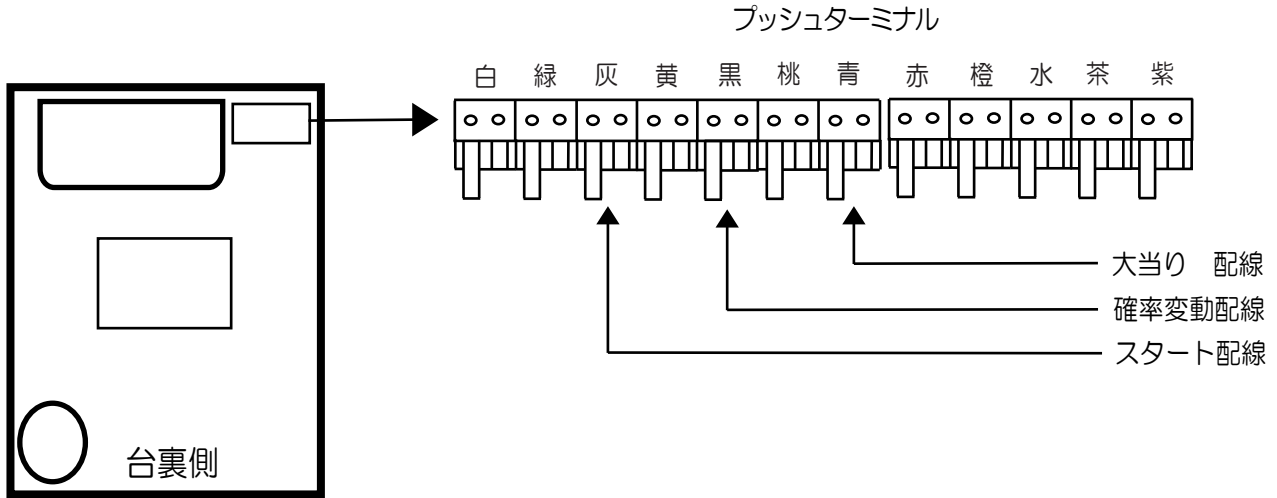 プッシュターミナル
白 緑 灰 黄 黒 桃 青 赤 橙 水 茶 紫
大当り　配線
確率変動配線
スタート配線
台裏側